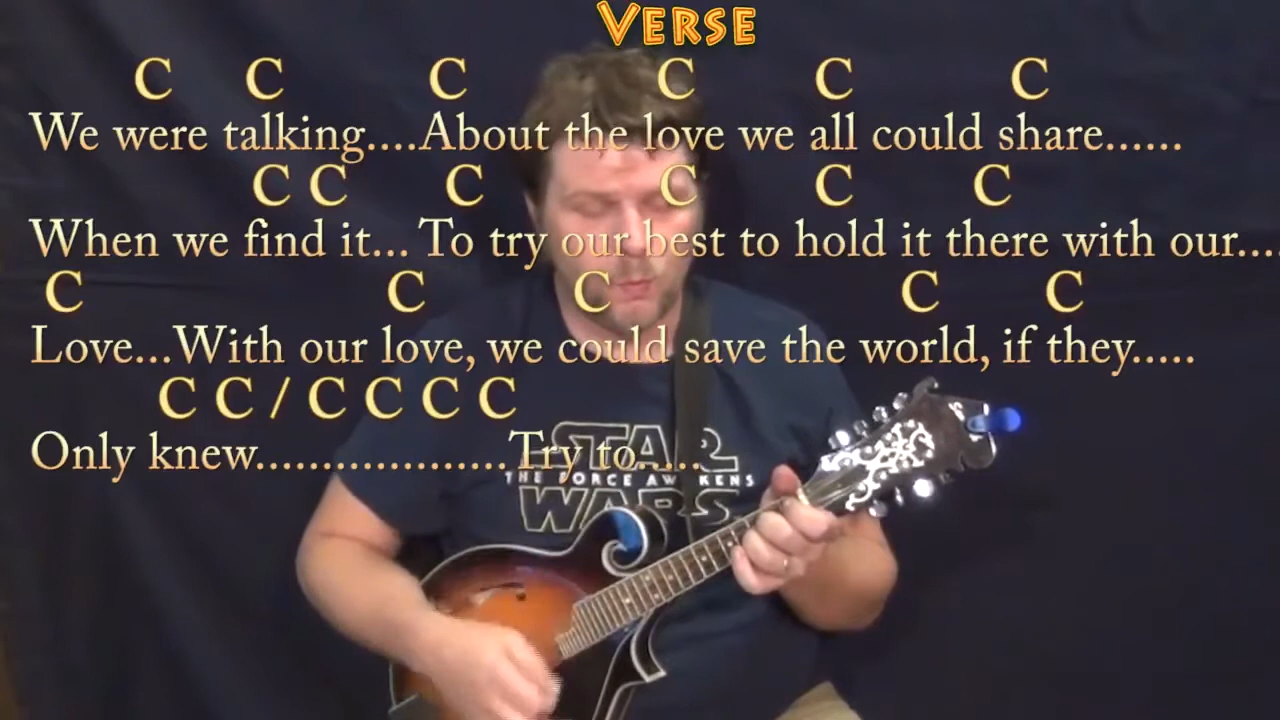 VERSE
C C C C C C
We were talking....About the love we all could share......
C C C C C C
When we find it... To try our best to hold it there with our....
C C C C C
Love...With our love, we could save the world, if they.....
C C / C C C C
Only knew...................Try to.....
STAR
THE FORCE AWAKENS
WARS